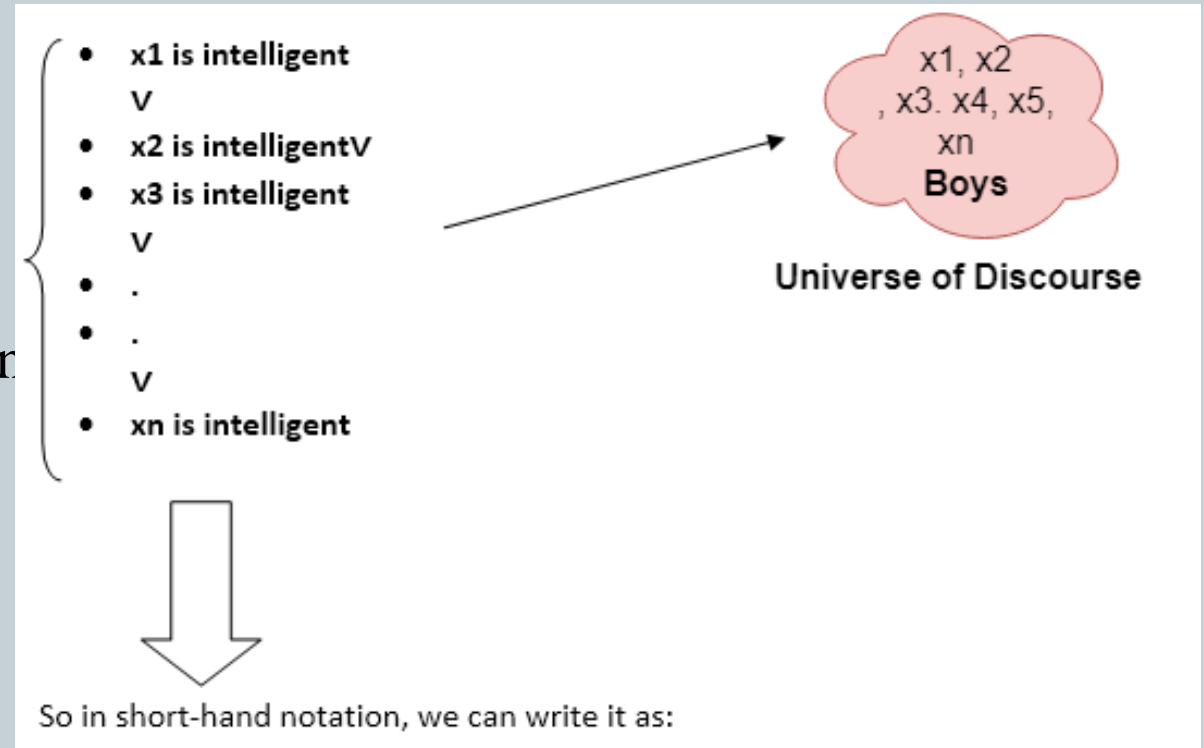 • x1 is intelligent
V
• x2 is intelligentV
• x3 is intelligent
V
• .
• .
V
• xn is intelligent
x1, x2
, x3. x4, x5,
xn
Boys
Universe of Discourse
So in short-hand notation, we can write it as: